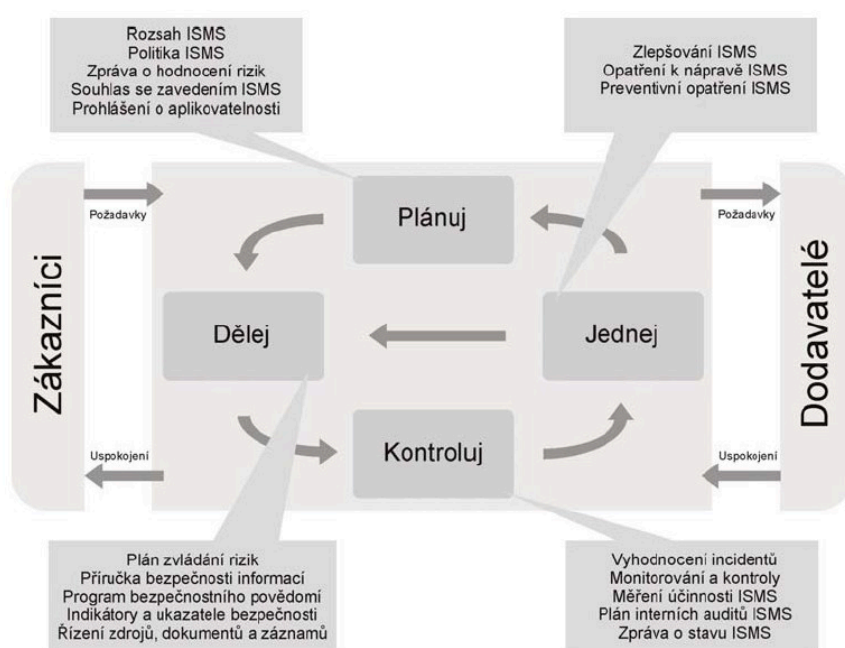 Rozsah ISMS
Politika ISMS
Zpráva o hodnocení rizik
Souhlas se zavedením ISMS
Prohlášení o aplikovatelnosti
Zlepšování ISMS
Opatření k nápravě ISMS
Preventivní opatření ISMS
Zákazníci
Požadavky
Plánuj
Požadavky
Dodavatelé
Dělej
Jednej
Uspokojení
Kontroluj
Uspokojení
Plán zvládání rizik
Příručka bezpečnosti informací
Program bezpečnostního povědomí
Indikátory a ukazatele bezpečnosti
Řízení zdrojů, dokumentů a záznamů
Vyhodnocení incidentů
Monitorování a kontroly
Měření účinnosti ISMS
Plán interních auditů ISMS
Zpráva o stavu ISMS